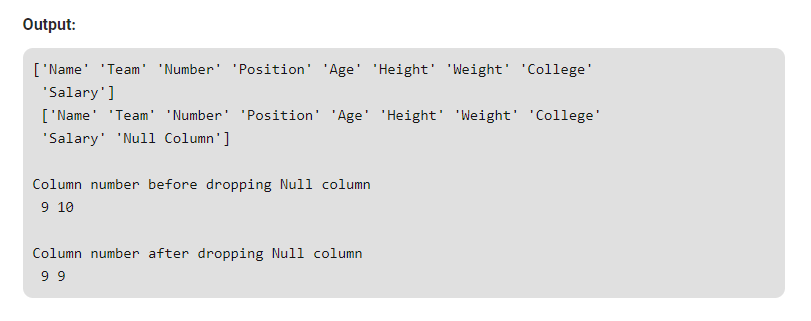 Output:
['Name' 'Team' 'Number' 'Position' 'Age' 'Height' 'Weight' 'College'
'Salary']
['Name' 'Team' 'Number' 'Position' 'Age' 'Height' 'Weight' 'College'
'Salary' 'Null Column']
Column number before dropping Null column
9 10
Column number after dropping Null column
9 9